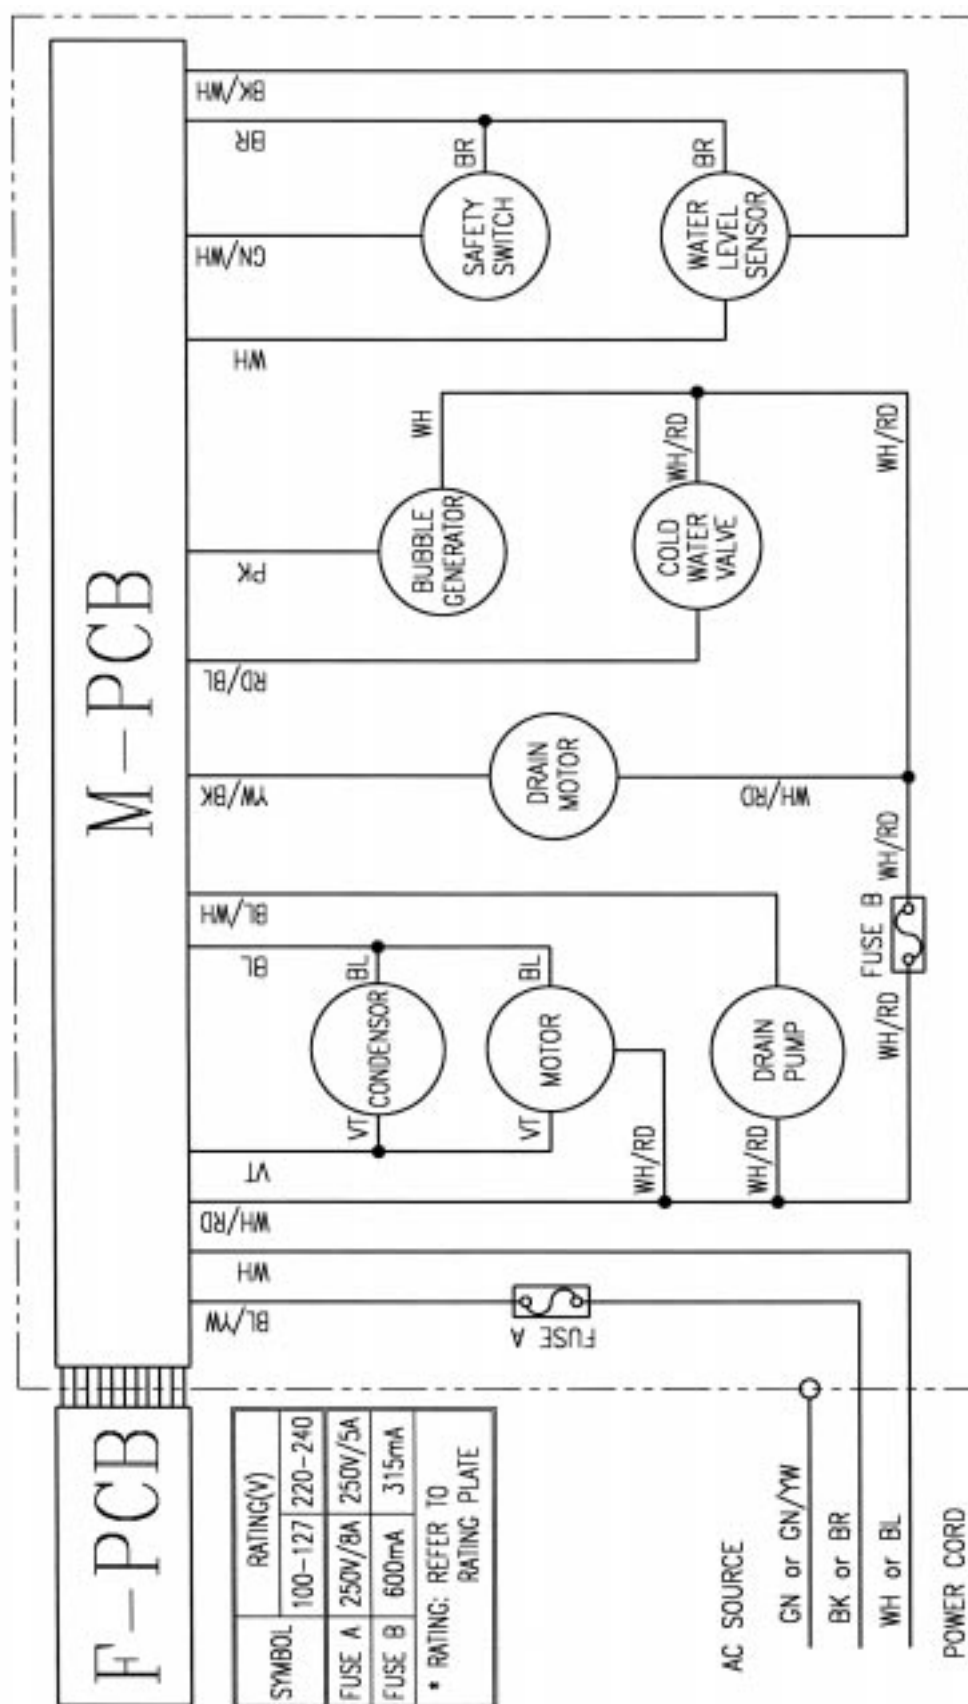 M-PCB
F-PCB
BK/WH
BR
GN/WH
WH
PK
RD/BL
YW/BK
BL/WH
BL
VT
WH/RD
WH
BL/YW
BR
SAFETY
SWITCH
BR
WATER
LEVEL
SENSOR
WH
BUBBLE
GENERATOR
WH/RD
COLD
WATER
VALVE
WH/RD
DRAIN
MOTOR
WH/RD
WH/RD
FUSE B
WH/RD
BL
CONDENSOR
VT
BL
MOTOR
VT
WH/RD
DRAIN
PUMP
WH/RD
FUSE A
SYMBOL RATING(V)
100-127 220-240
FUSE A 250V/8A 250V/5A
FUSE B 600mA 315mA
* RATING: REFER TO
RATING PLATE
AC SOURCE
GN or GN/YW
BK or BR
WH or BL
POWER CORD